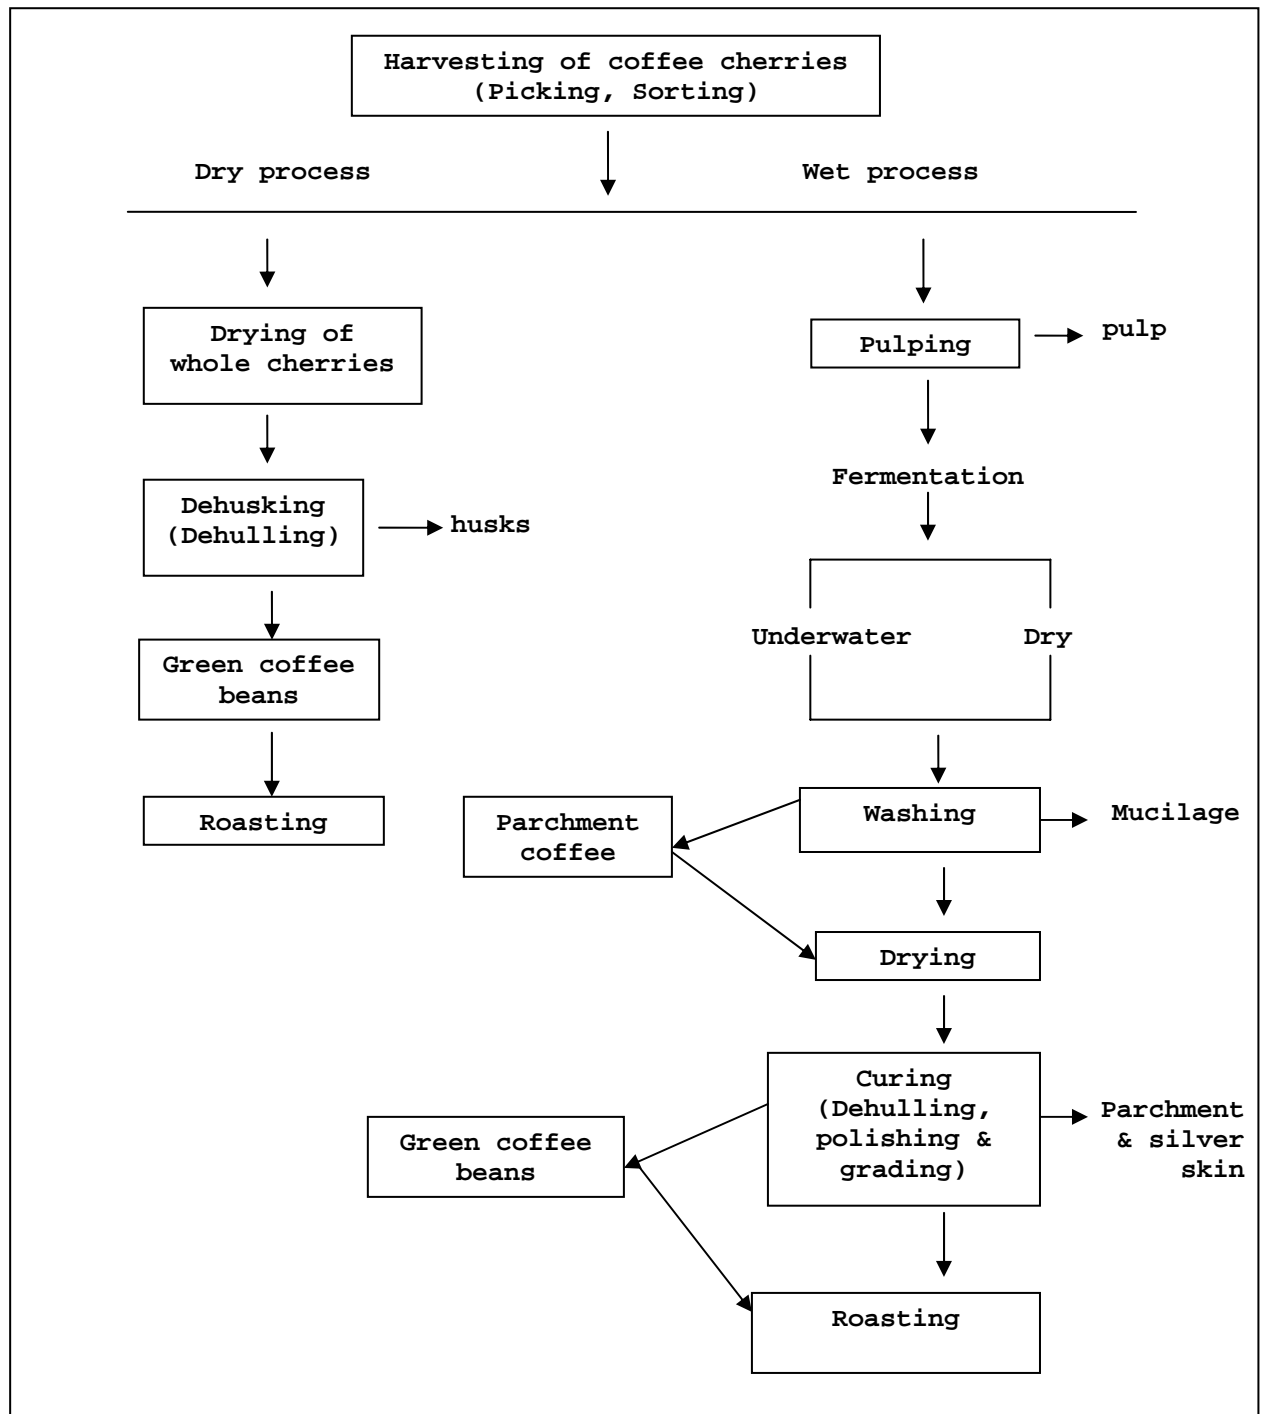 Harvesting of coffee cherries
(Picking, Sorting)
Dry process
Wet process
Drying of
whole cherries
Dehusking
(Dehulling)
husks
Green coffee
beans
Roasting
Pulping
pulp
Fermentation
Underwater
Dry
Washing
Mucilage
Parchment
coffee
Drying
Curing
(Dehulling,
polishing &
grading)
Parchment
& silver
skin
Green coffee
beans
Roasting